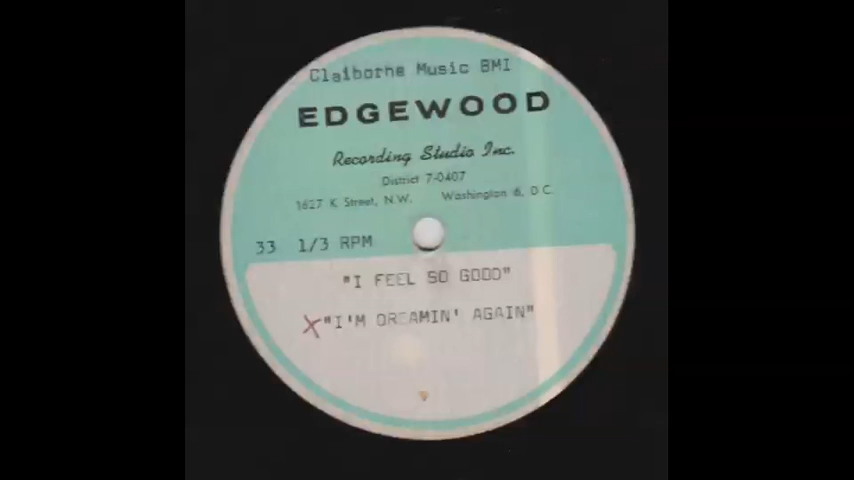 Claiborne Music BMI
EDGEWOOD
Recording Studio Inc.
District 7-0407
1627 K Street, N.W. Washington 6, D.C.
33 1/3 RPM
"I FEEL SO GOOD"
X "I'M DREAMIN' AGAIN"